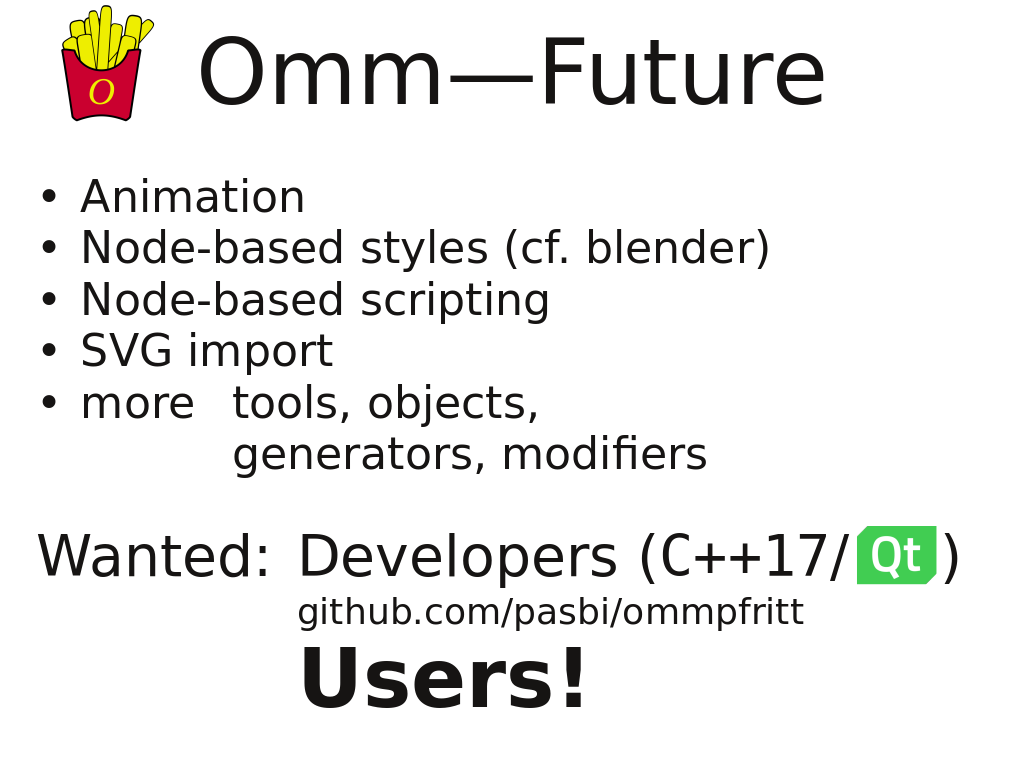 O
Omm—Future
• Animation
• Node-based styles (cf. blender)
• Node-based scripting
• SVG import
• more tools, objects,
generators, modifiers
Wanted: Developers (C++17/Qt)
github.com/pasbi/ommpfritt
Users!